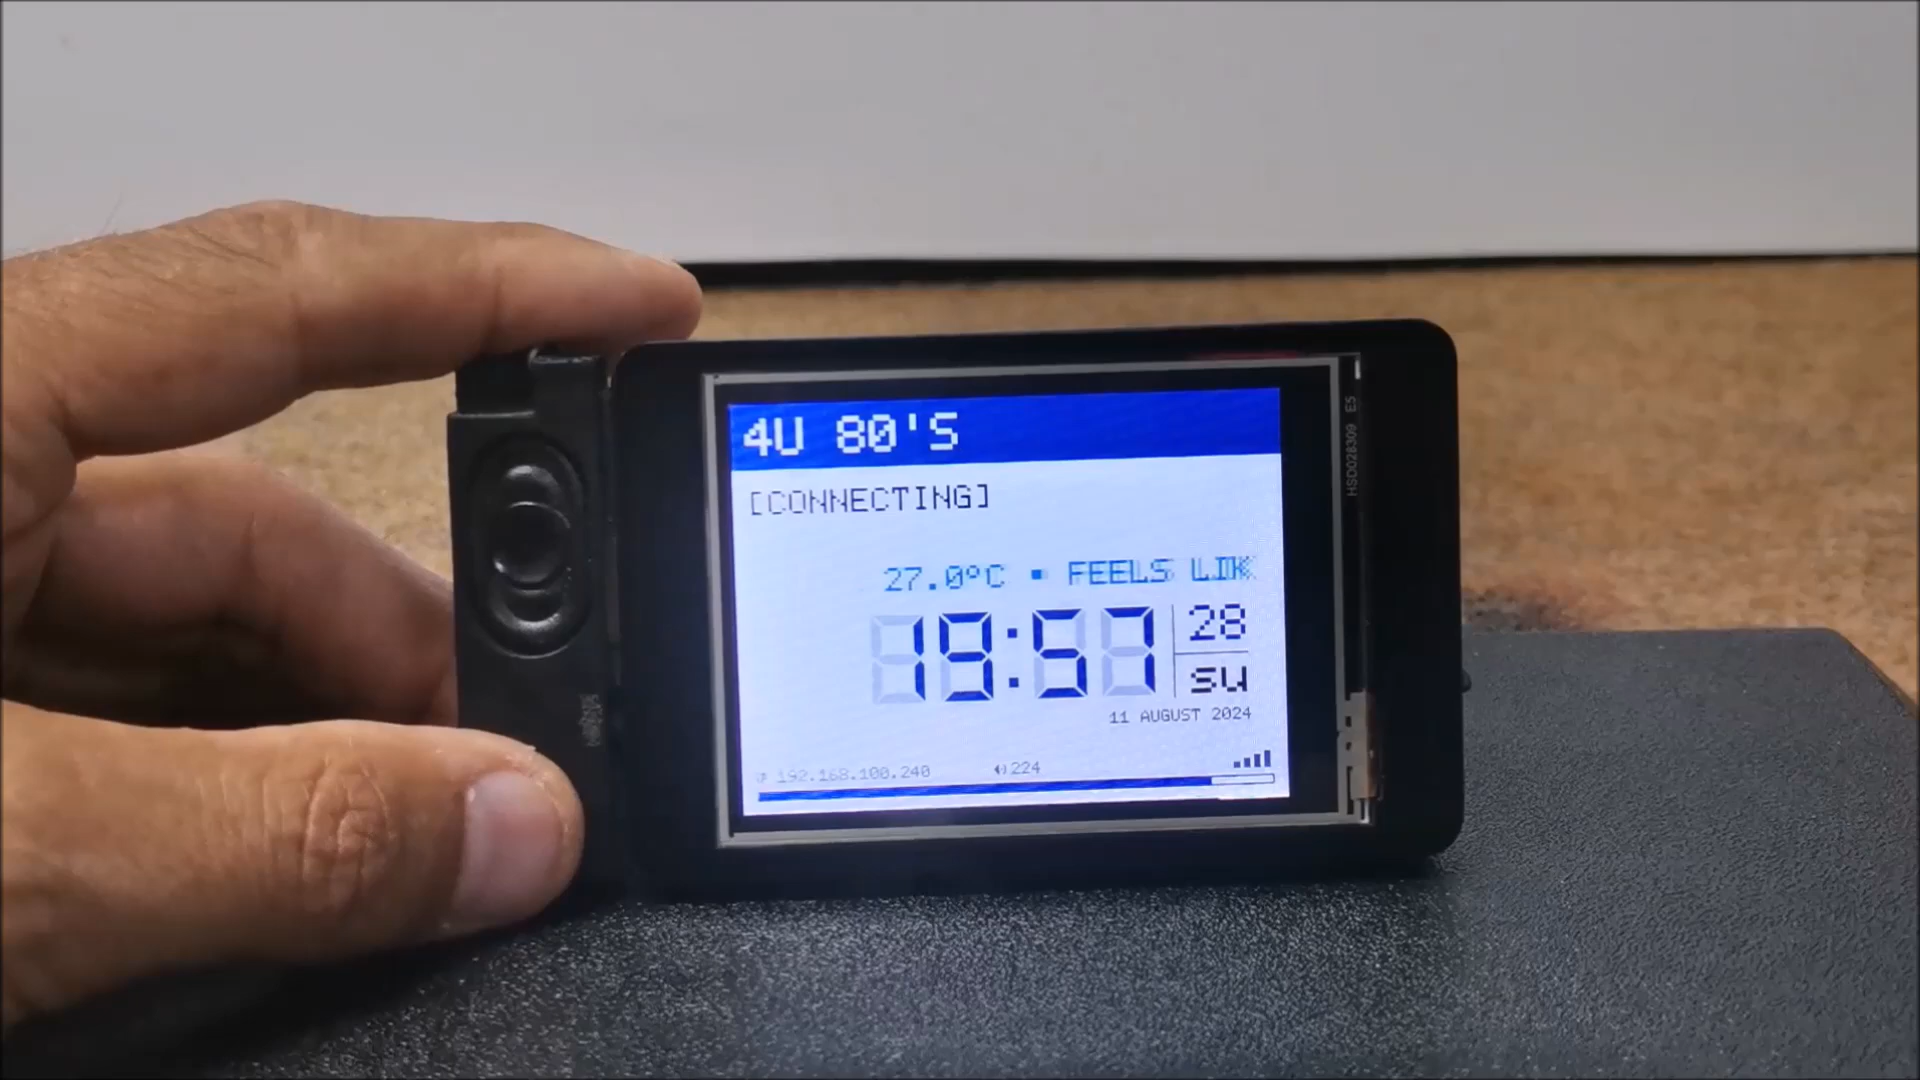 4U 80'S
[CONNECTING]
27.0°C • FEELS LIK
19:57
28
su
11 AUGUST 2024
192.168.100.240
224
HSD028309 E5